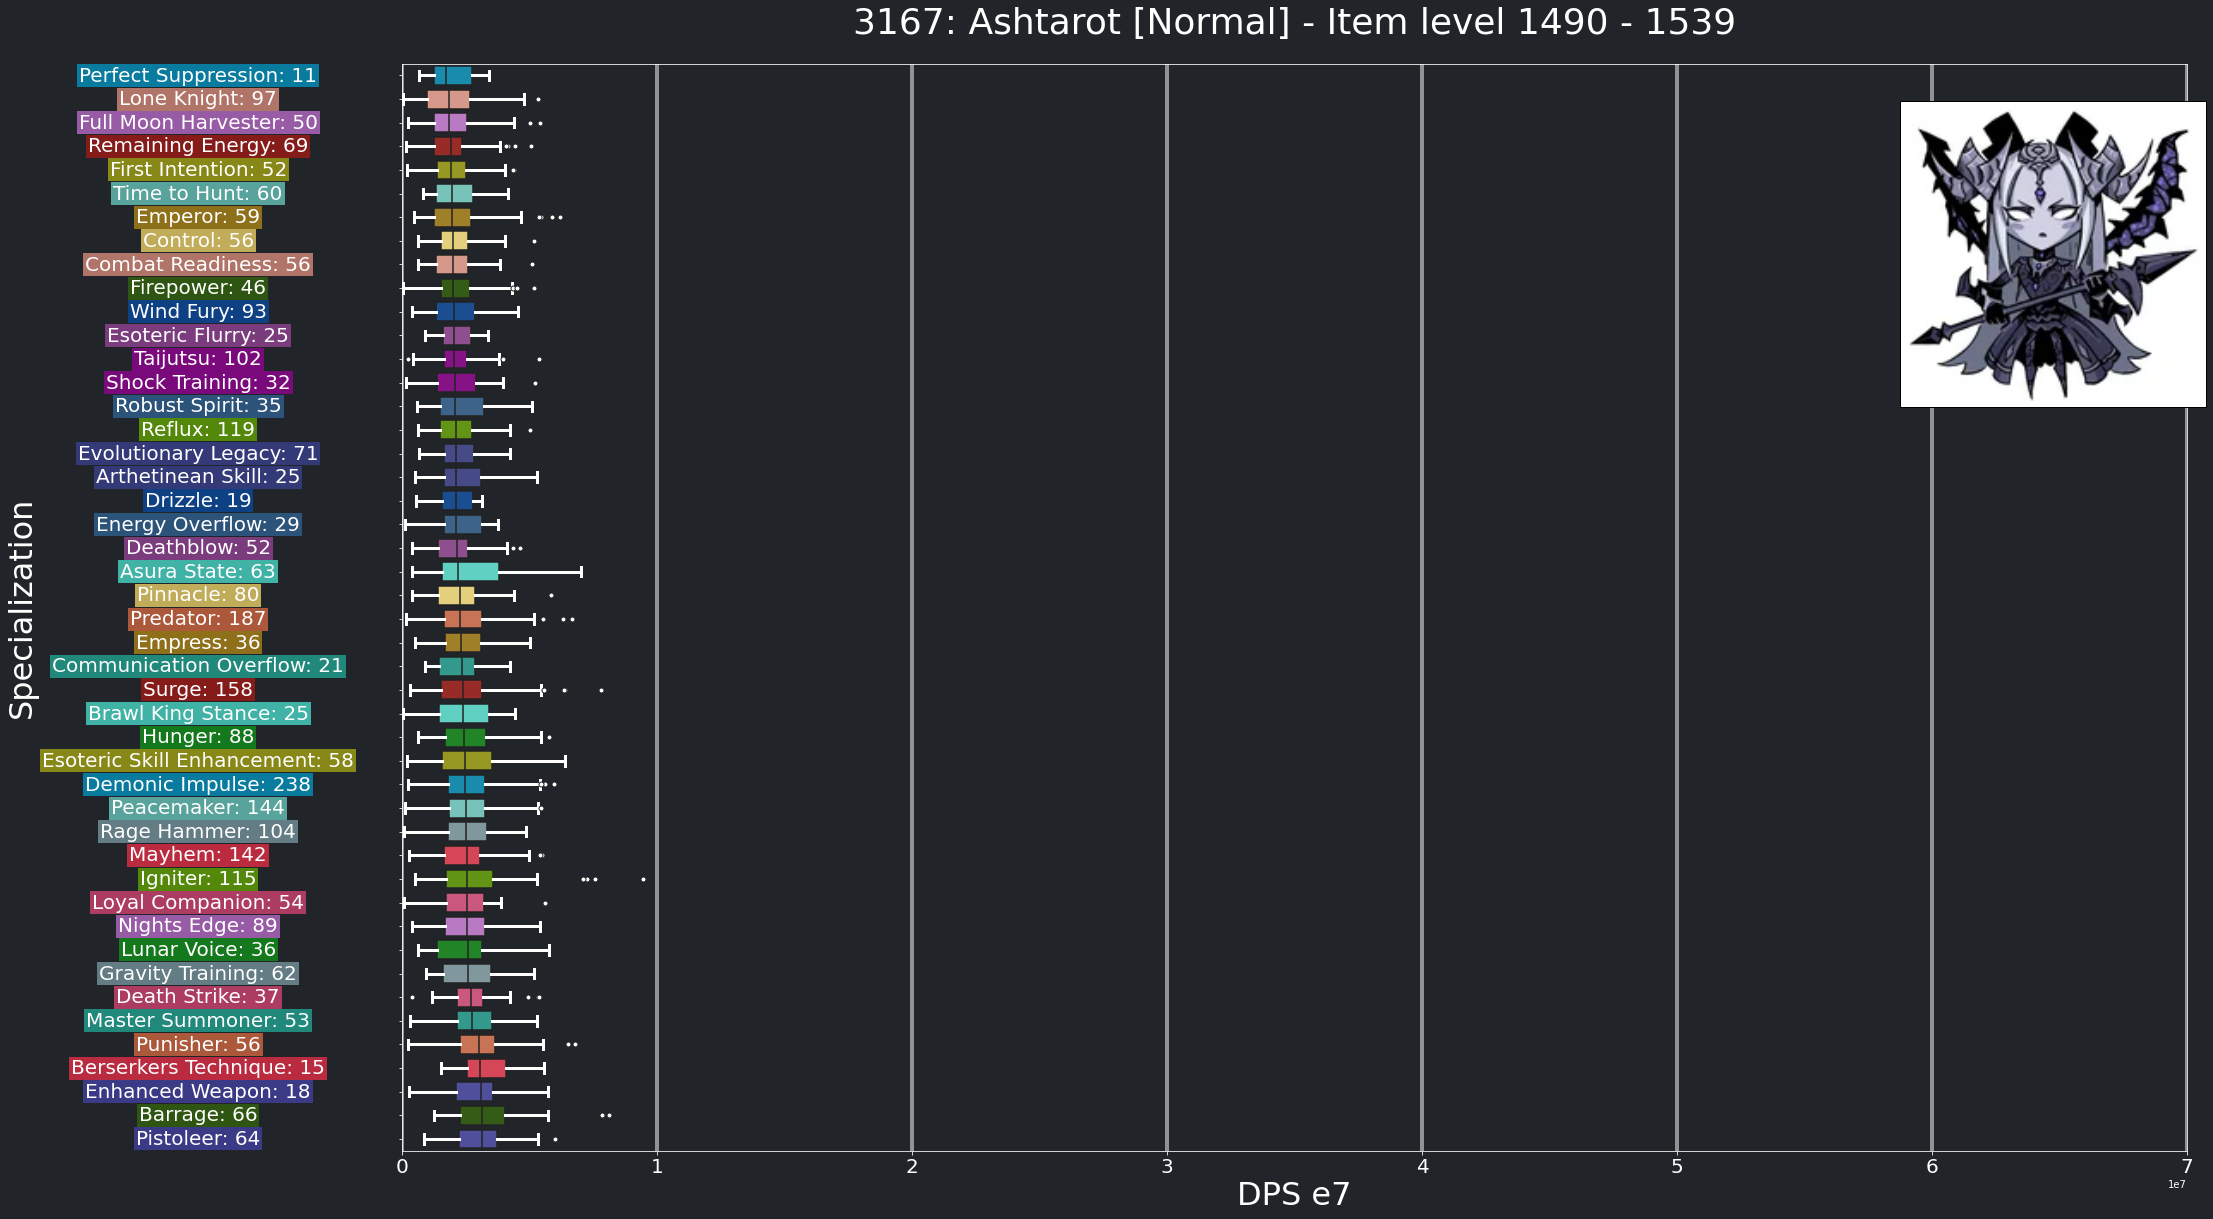 3167: Ashtarot [Normal] - Item level 1490 - 1539
Perfect Suppression: 11
Lone Knight: 97
Full Moon Harvester: 50
Remaining Energy: 69
First Intention: 52
Time to Hunt: 60
Emperor: 59
Control: 56
Combat Readiness: 56
Firepower: 46
Wind Fury: 93
Esoteric Flurry: 25
Taijutsu: 102
Shock Training: 32
Robust Spirit: 35
Reflux: 119
Evolutionary Legacy: 71
Arthetinean Skill: 25
Drizzle: 19
Energy Overflow: 29
Deathblow: 52
Asura State: 63
Pinnacle: 80
Predator: 187
Empress: 36
Communication Overflow: 21
Surge: 158
Brawl King Stance: 25
Hunger: 88
Esoteric Skill Enhancement: 58
Demonic Impulse: 238
Peacemaker: 144
Rage Hammer: 104
Mayhem: 142
Igniter: 115
Loyal Companion: 54
Nights Edge: 89
Lunar Voice: 36
Gravity Training: 62
Death Strike: 37
Master Summoner: 53
Punisher: 56
Berserkers Technique: 15
Enhanced Weapon: 18
Barrage: 66
Pistoleer: 64
Specialization
0 1 2 3 4 5 6 7
1e7
DPS e7